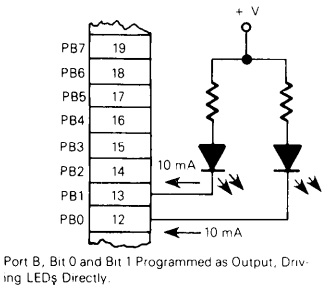 + V
PB7 19
PB6 18
PB5 17
PB4 16
PB3 15
PB2 14
10 mA
PB1 13
PB0 12
10 mA
Port B, Bit 0 and Bit 1 Programmed as Output, Driv-
ing LEDs Directly.